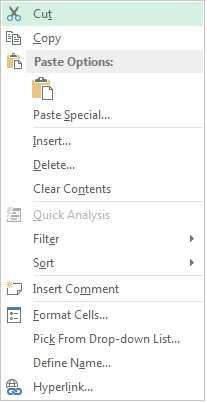 Cut
Copy
Paste Options:
Paste Special...
Insert...
Delete...
Clear Contents
Quick Analysis
Filter
Sort
Insert Comment
Format Cells...
Pick From Drop-down List...
Define Name...
Hyperlink...